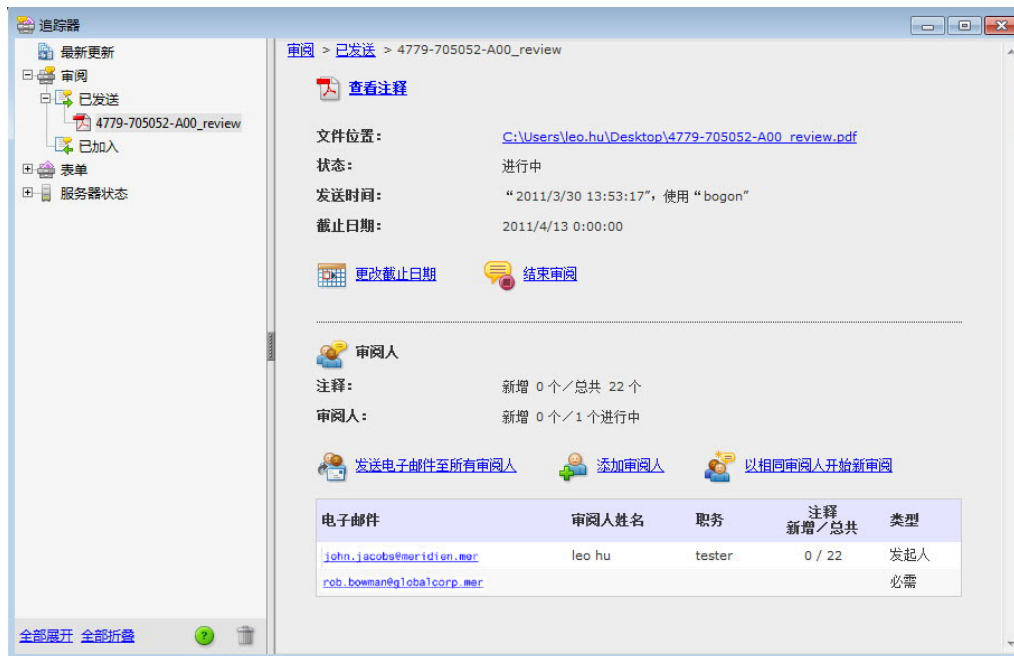 追踪器
最新更新
审阅
已发送
4779-705052-A00_review
已加入
表单
服务器状态
全部展开 全部折叠
审阅 > 已发送 > 4779-705052-A00_review
查看注释
文件位置: C:\Users\leo.hu\Desktop\4779-705052-A00_review.pdf
状态: 进行中
发送时间: “2011/3/30 13:53:17”, 使用“bogon”
截止日期: 2011/4/13 0:00:00
更改截止日期 结束审阅
审阅人
注释: 新增 0 个／总共 22 个
审阅人: 新增 0 个／1 个进行中
发送电子邮件至所有审阅人 添加审阅人 以相同审阅人开始新审阅
电子邮件 审阅人姓名 职务 注释 新增／总共 类型
john.jacobs@meridien.mer leo hu tester 0 / 22 发起人
rob.bowman@globalcorp.mer 必需